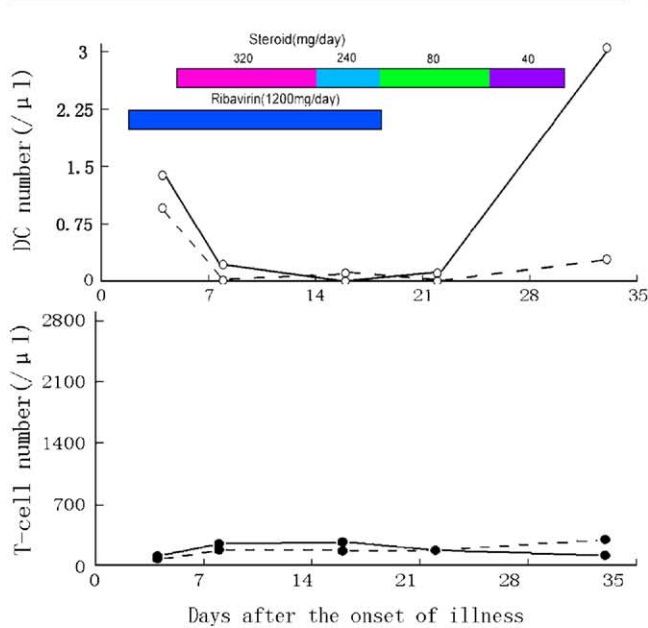 Steroid(mg/day)
320 240 80 40
Ribavirin(1200mg/day)
DC number(/μl)
3
2.25
1.5
0.75
0
0 7 14 21 28 35
T-cell number(/μl)
2800
2100
1400
700
0
0 7 14 21 28 35
Days after the onset of illness